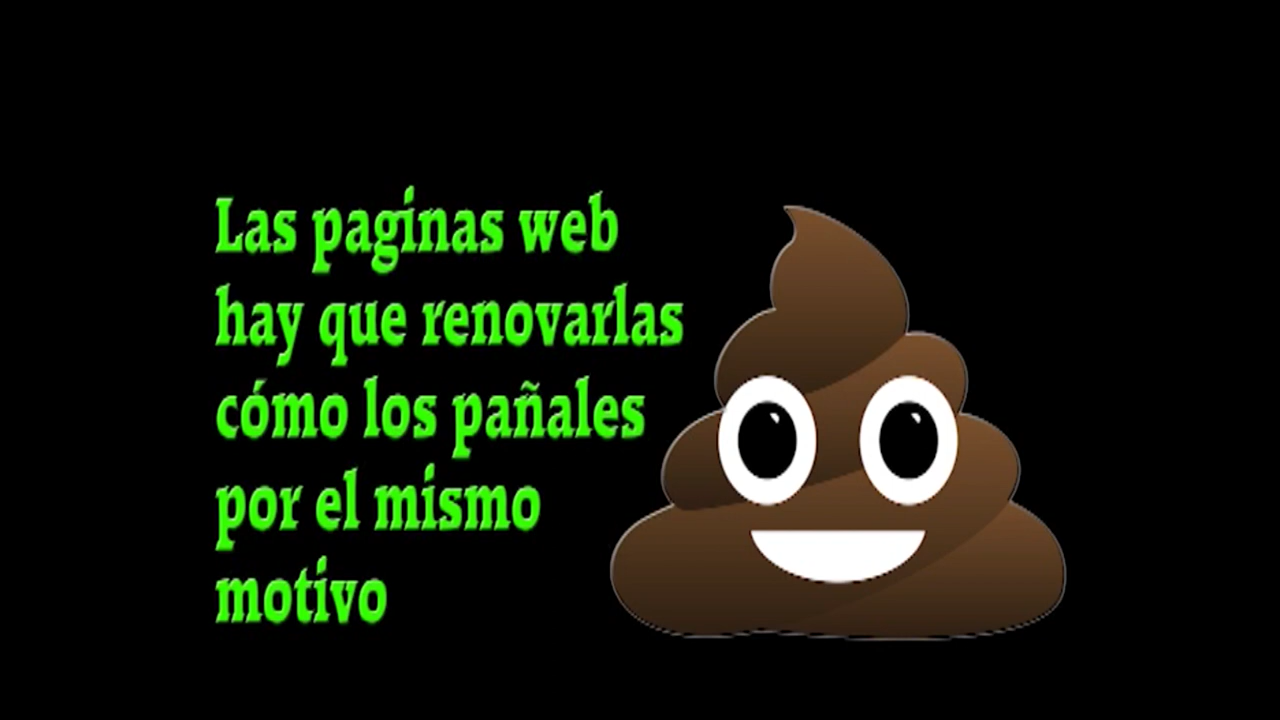 Las paginas web
hay que renovarlas
cómo los pañales
por el mismo
motivo